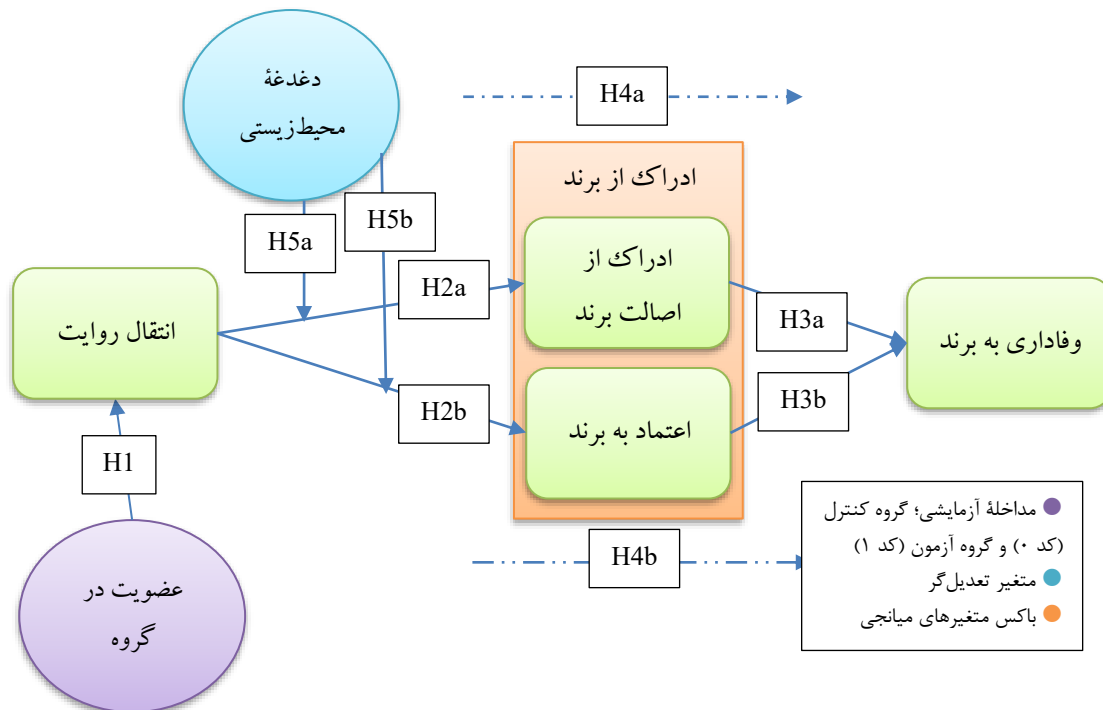 دغدغۀ
محیط‌زیستی
H4a
ادراک از برند
H5b
H5a
ادراک از
اصالت برند
H2a
H3a
انتقال روایت
وفاداری به برند
H2b
H3b
اعتماد به برند
H1
H4b
مداخلۀ آزمایشی؛ گروه کنترل
(کد ۰) و گروه آزمون (کد ۱)
متغیر تعدیل‌گر
باکس متغیرهای میانجی
عضویت در
گروه